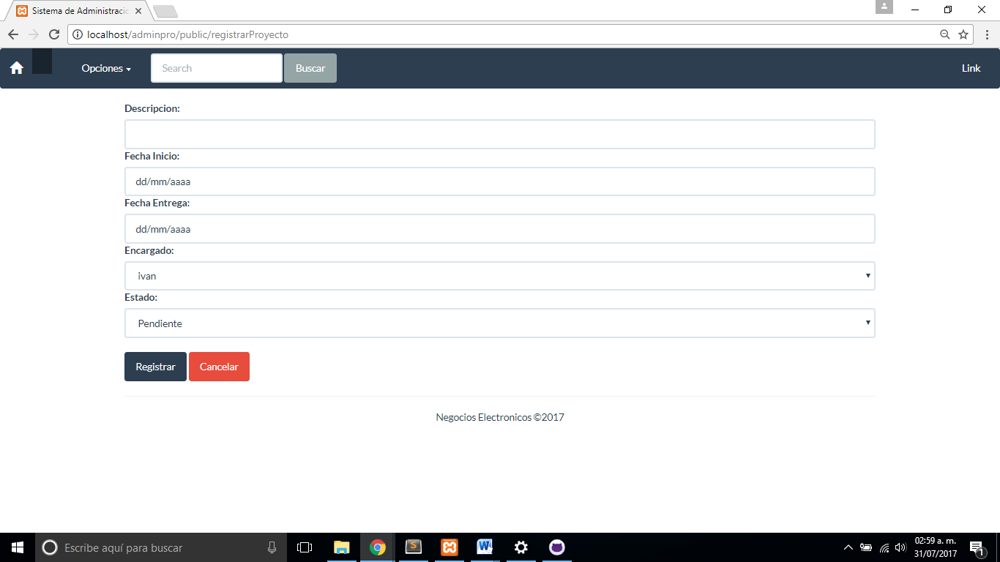 Sistema de Administraci
localhost/adminpro/public/registrarProyecto
Opciones
Search
Buscar
Link
Descripcion:
Fecha Inicio:
dd/mm/aaaa
Fecha Entrega:
dd/mm/aaaa
Encargado:
ivan
Estado:
Pendiente
Registrar
Cancelar
Negocios Electronicos ©2017
Escribe aquí para buscar
02:59 a. m.
31/07/2017
1